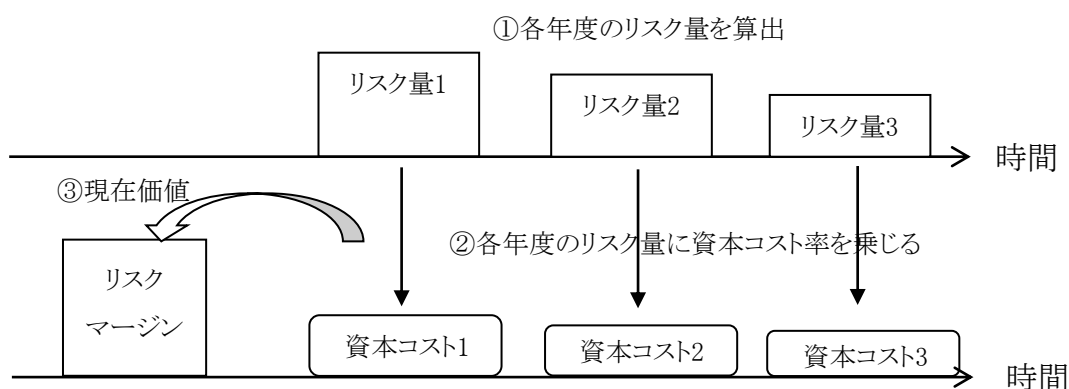 ①各年度のリスク量を算出
リスク量1
リスク量2
リスク量3
時間
③現在価値
②各年度のリスク量に資本コスト率を乗じる
リスク
マージン
資本コスト1
資本コスト2
資本コスト3
時間